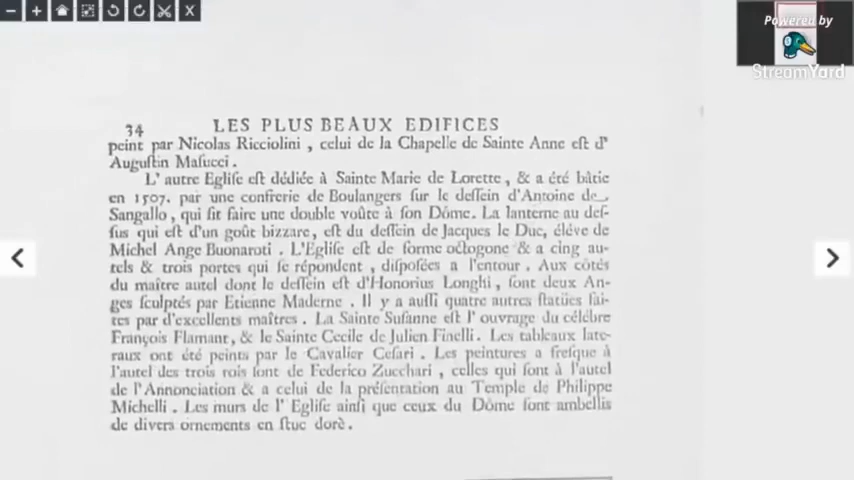 Powered by
StreamYard
34 LES PLUS BEAUX EDIFICES
peint par Nicolas Ricciolini , celui de la Chapelle de Sainte Anne eſt d'
Auguſtin Maſucci .
L' autre Egliſe eſt dédiée à Sainte Marie de Lorette , & a été bâtie
en 1507. par une confrerie de Boulangers ſur le deſſein d'Antoine de
Sangallo , qui fit faire une double voûte à ſon Dôme. La lanterne au deſ-
ſus qui eſt d'un goût bizzare, eſt du deſſein de Jacques le Duc, éléve de
Michel Ange Buonaroti . L'Egliſe eſt de forme octogone & a cinq au-
tels & trois portes qui ſe répondent , diſpoſées a l'entour . Aux côtés
du maître autel dont le deſſein eſt d'Honorius Longhi , ſont deux An-
ges ſculptés par Etienne Maderne . Il y a auſſi quatre autres ſtatües fai-
tes par d'excellents maîtres . La Sainte Suſanne eſt l' ouvrage du célébre
François Flamant, & le Sainte Cecile de Julien Finelli . Les tableaux late-
raux ont été peints par le Cavalier Ceſari . Les peintures a freſque à
l'autel des trois rois ſont de Federico Zucchari , celles qui ſont à l'autel
de l'Annonciation & a celui de la préſentation au Temple de Philippe
Michelli . Les murs de l' Egliſe ainſi que ceux du Dôme ſont ambellis
de divers ornements en ſtuc dorè .